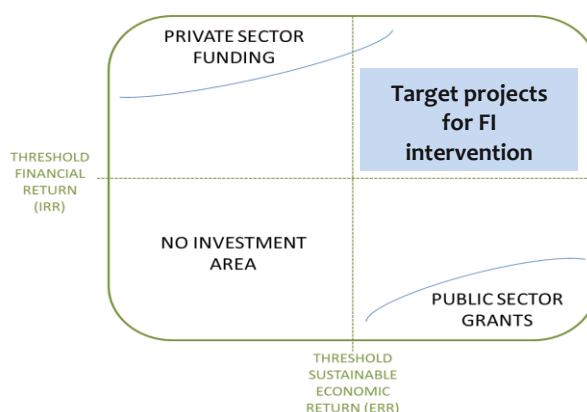 PRIVATE SECTOR
FUNDING
Target projects
for FI
intervention
THRESHOLD
FINANCIAL
RETURN
(IRR)
NO INVESTMENT
AREA
PUBLIC SECTOR
GRANTS
THRESHOLD
SUSTAINABLE
ECONOMIC
RETURN (ERR)